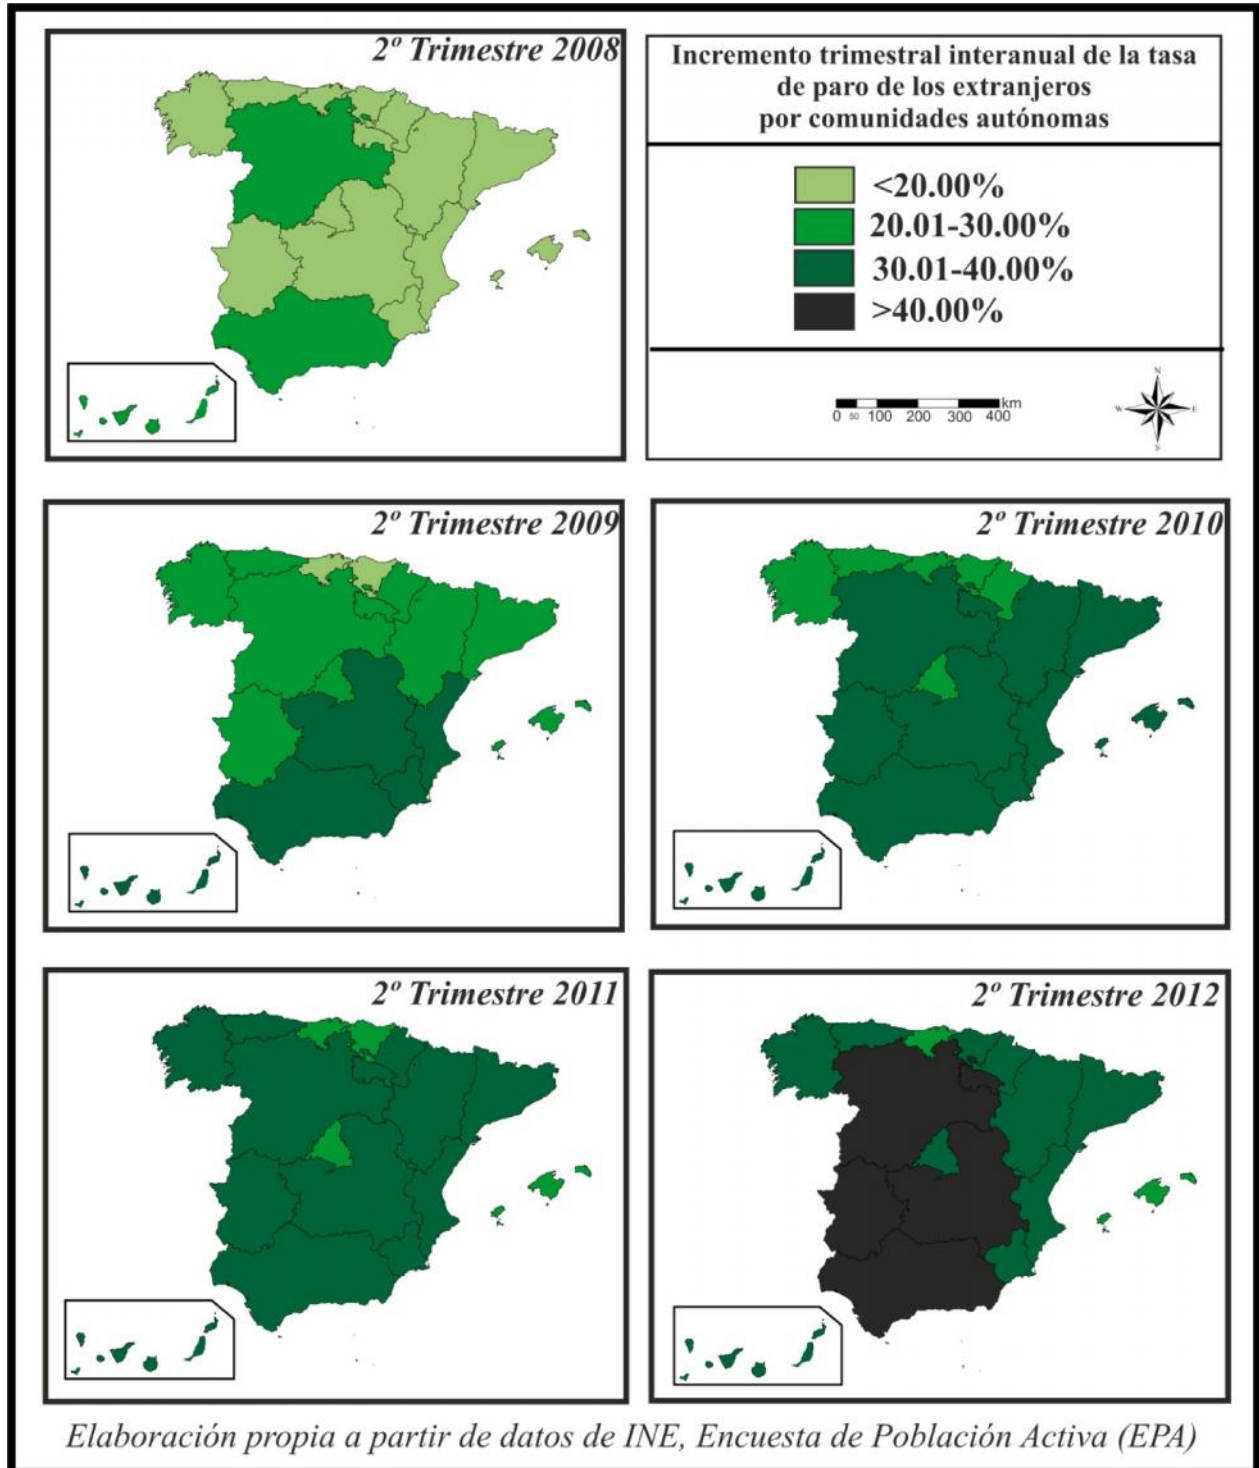 2º Trimestre 2008
Incremento trimestral interanual de la tasa
de paro de los extranjeros
por comunidades autónomas
<20.00%
20.01-30.00%
30.01-40.00%
>40.00%
N
W E
S
km
0 50 100 200 300 400
2º Trimestre 2009
2º Trimestre 2010
2º Trimestre 2011
2º Trimestre 2012
Elaboración propia a partir de datos de INE, Encuesta de Población Activa (EPA)